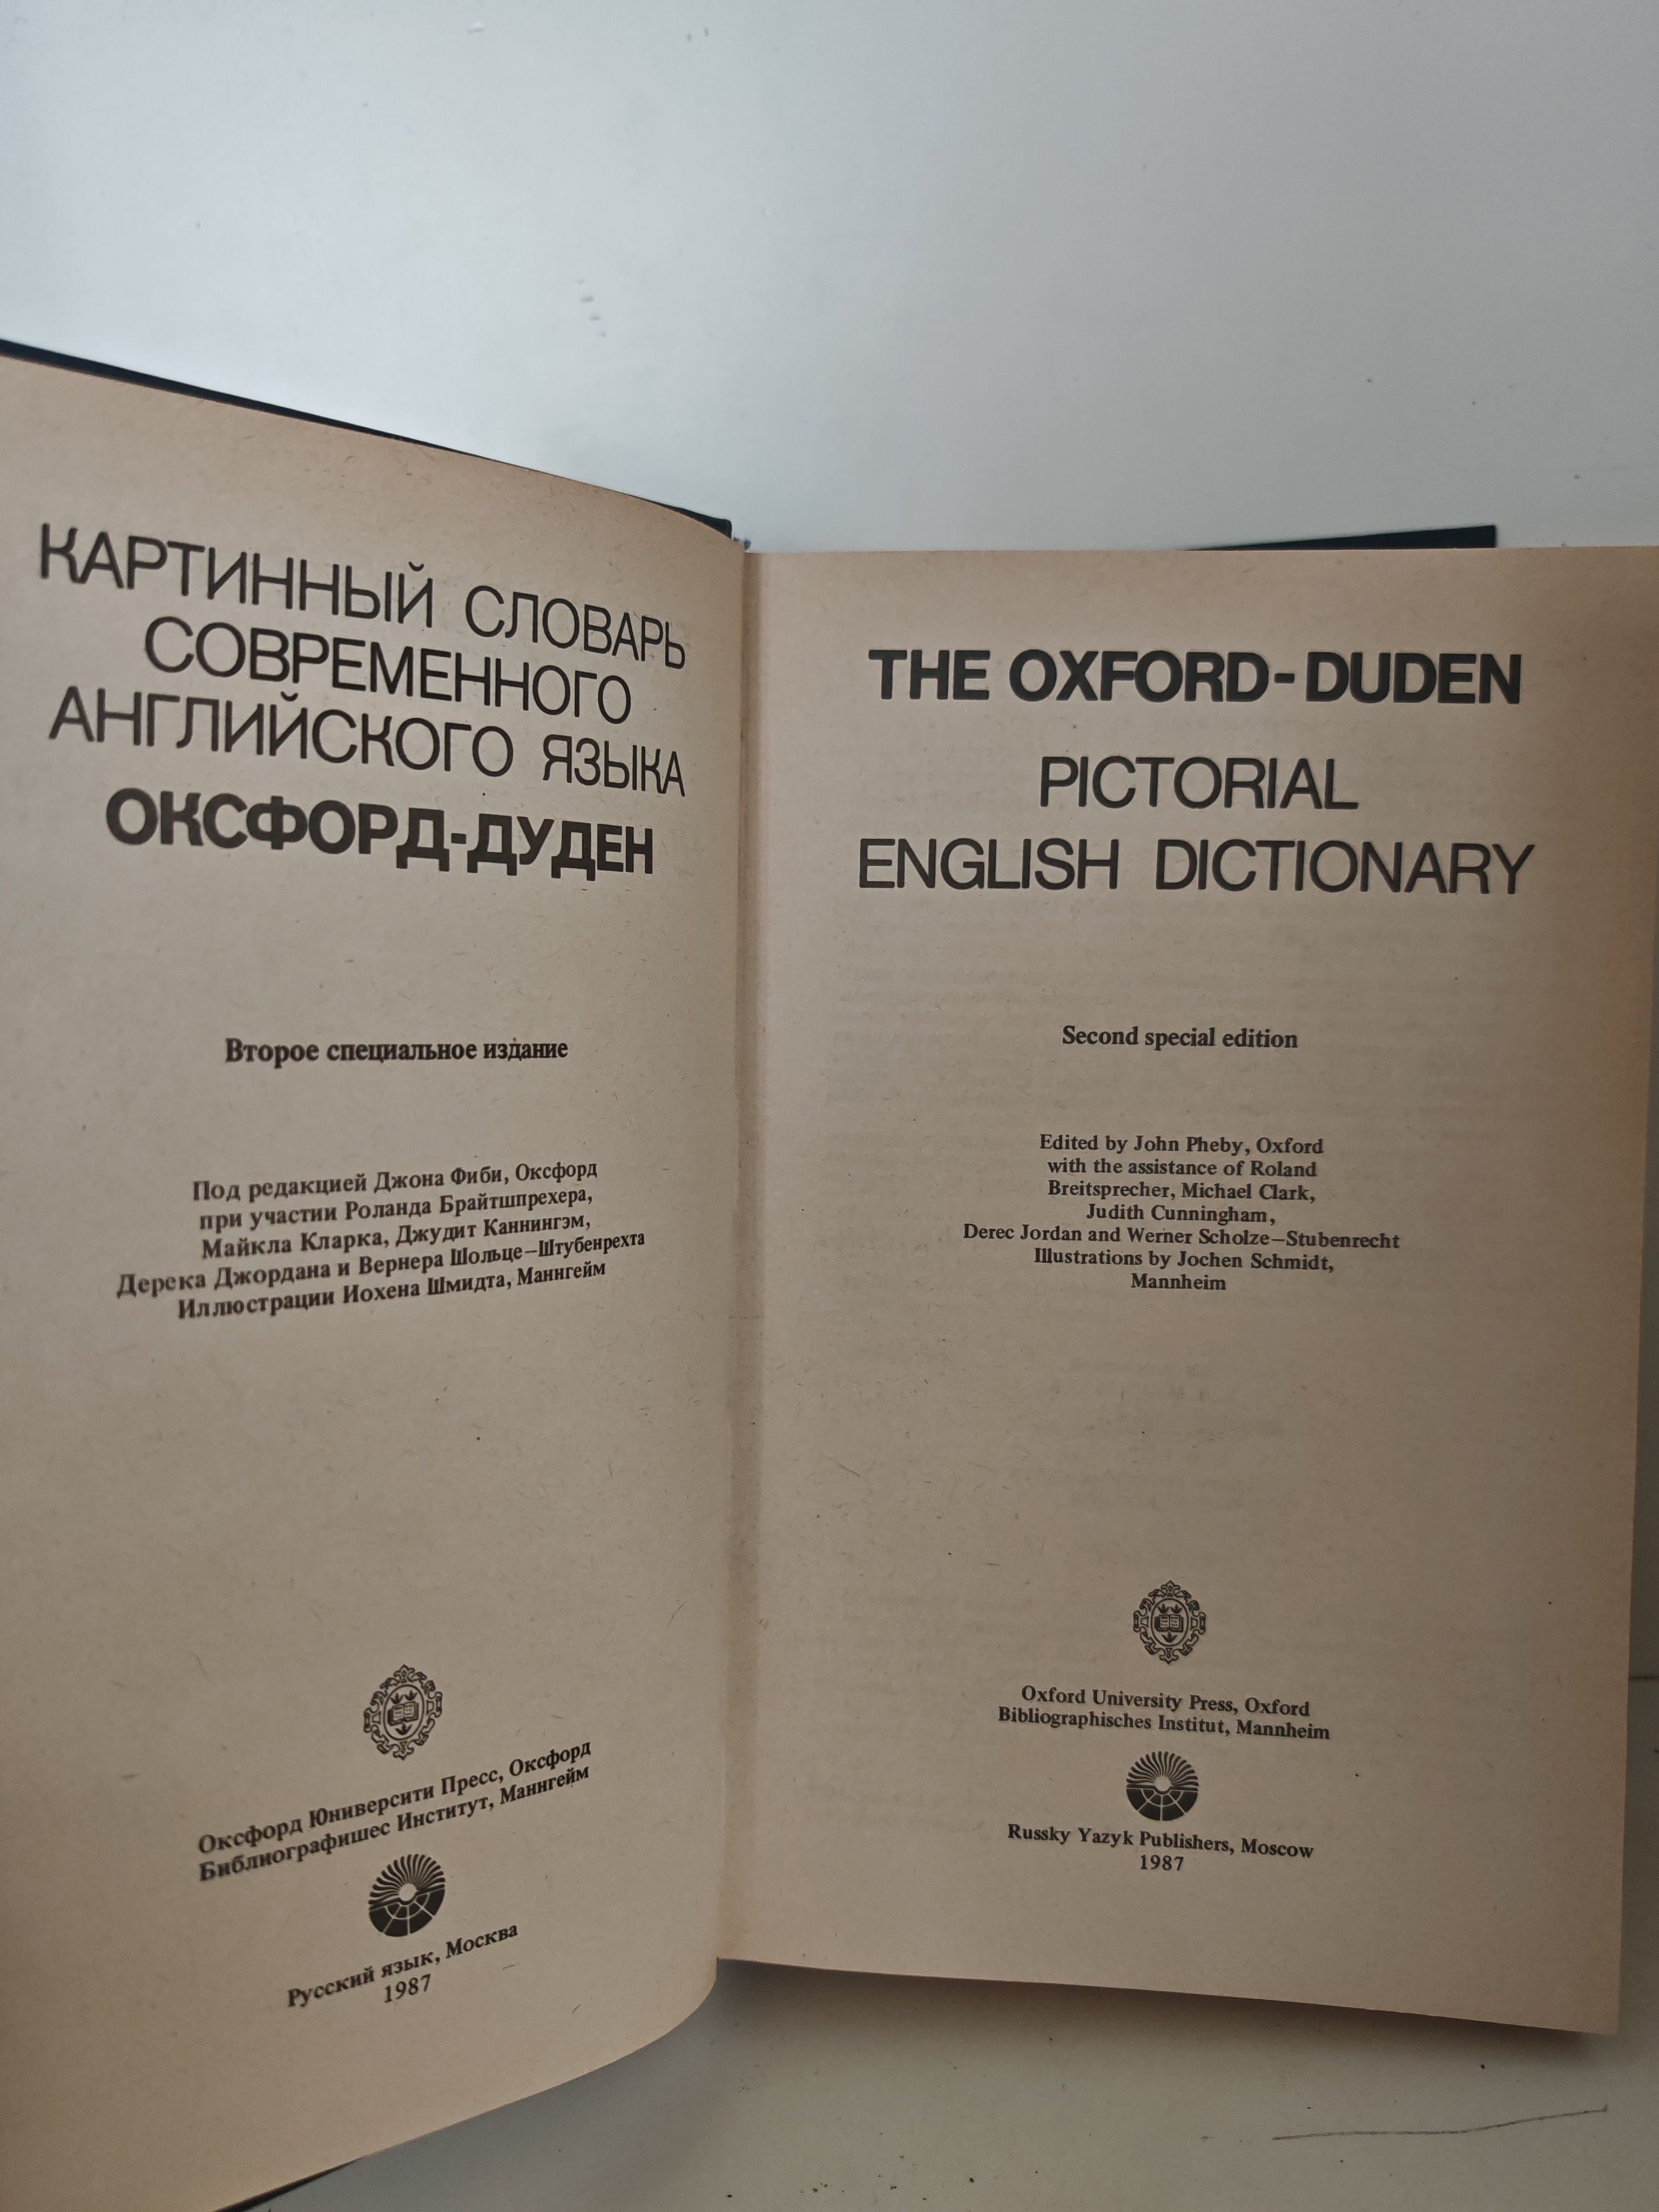 КАРТИННЫЙ СЛОВАРЬ
СОВРЕМЕННОГО
АНГЛИЙСКОГО ЯЗЫКА
ОКСФОРД-ДУДЕН
Второе специальное издание
Под редакцией Джона Фиби, Оксфорд
при участии Роланда Брайтшпрехера,
Майкла Кларка, Джудит Каннингэм,
Дерека Джордана и Вернера Шольце—Штубенрехта
Иллюстрации Иохена Шмидта, Маннгейм
Оксфорд Юниверсити Пресс, Оксфорд
Библиографишес Институт, Маннгейм
Русский язык, Москва
1987
THE OXFORD-DUDEN
PICTORIAL
ENGLISH DICTIONARY
Second special edition
Edited by John Pheby, Oxford
with the assistance of Roland
Breitsprecher, Michael Clark,
Judith Cunningham,
Derec Jordan and Werner Scholze—Stubenrecht
Illustrations by Jochen Schmidt,
Mannheim
Oxford University Press, Oxford
Bibliographisches Institut, Mannheim
Russky Yazyk Publishers, Moscow
1987